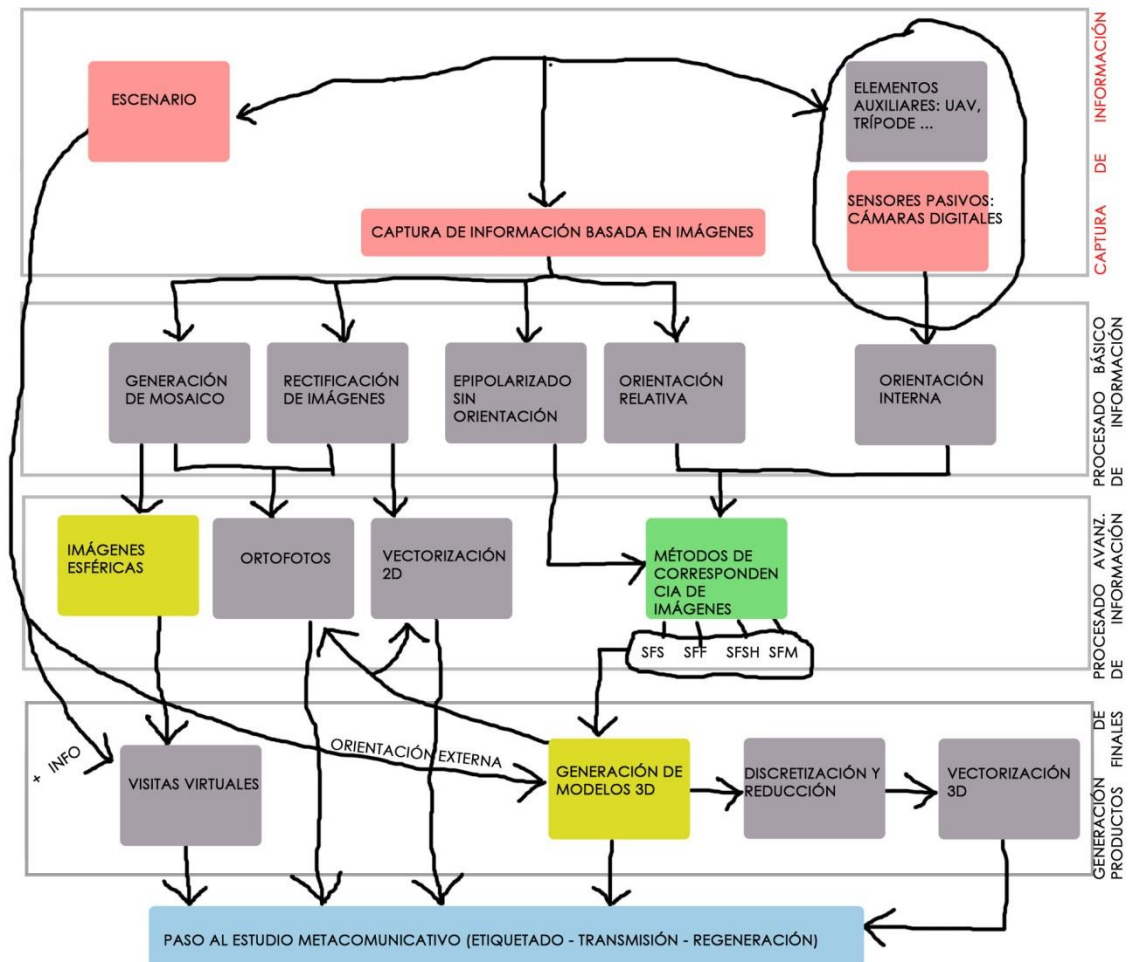 ESCENARIO
ELEMENTOS
AUXILIARES: UAV,
TRÍPODE ...
SENSORES PASIVOS:
CÁMARAS DIGITALES
CAPTURA DE INFORMACIÓN BASADA EN IMÁGENES
CAPTURA DE INFORMACIÓN
GENERACIÓN
DE MOSAICO
RECTIFICACIÓN
DE IMÁGENES
EPIPOLARIZADO
SIN
ORIENTACIÓN
ORIENTACIÓN
RELATIVA
ORIENTACIÓN
INTERNA
PROCESADO BÁSICO
DE INFORMACIÓN
IMÁGENES
ESFÉRICAS
ORTOFOTOS
VECTORIZACIÓN
2D
MÉTODOS DE
CORRESPONDEN
CIA DE
IMÁGENES
SFS SFF SFSH SFM
PROCESADO AVANZ.
DE INFORMACIÓN
+ INFO
VISITAS VIRTUALES
ORIENTACIÓN EXTERNA
GENERACIÓN DE
MODELOS 3D
DISCRETIZACIÓN Y
REDUCCIÓN
VECTORIZACIÓN
3D
GENERACIÓN DE
PRODUCTOS FINALES
PASO AL ESTUDIO METACOMUNICATIVO (ETIQUETADO - TRANSMISIÓN - REGENERACIÓN)